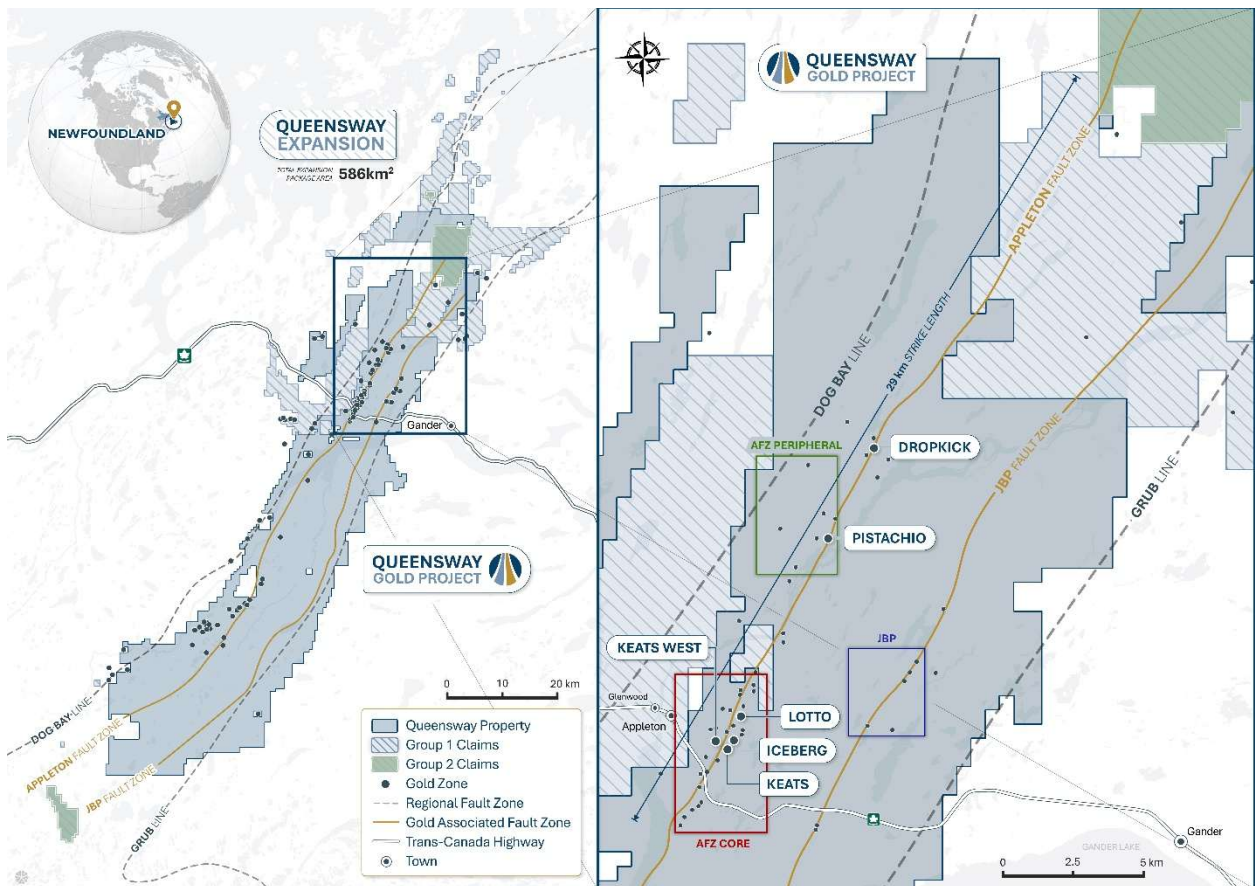 NEWFOUNDLAND
QUEENSWAY
EXPANSION
TOTAL EXPANSION
PACKAGE AREA 586km²
Gander
QUEENSWAY
GOLD PROJECT
0 10 20 km
DOG BAY LINE
APPLETON FAULT ZONE
JBP FAULT ZONE
GRUB LINE
Queensway Property
Group 1 Claims
Group 2 Claims
Gold Zone
Regional Fault Zone
Gold Associated Fault Zone
Trans-Canada Highway
Town
QUEENSWAY
GOLD PROJECT
APPLETON FAULT ZONE
DOG BAY LINE
29 km STRIKE LENGTH
JBP FAULT ZONE
GRUB LINE
AFZ PERIPHERAL
DROPKICK
PISTACHIO
KEATS WEST
JBP
Glenwood
Appleton
LOTTO
ICEBERG
KEATS
AFZ CORE
Gander
GANDER LAKE
0 2.5 5 km